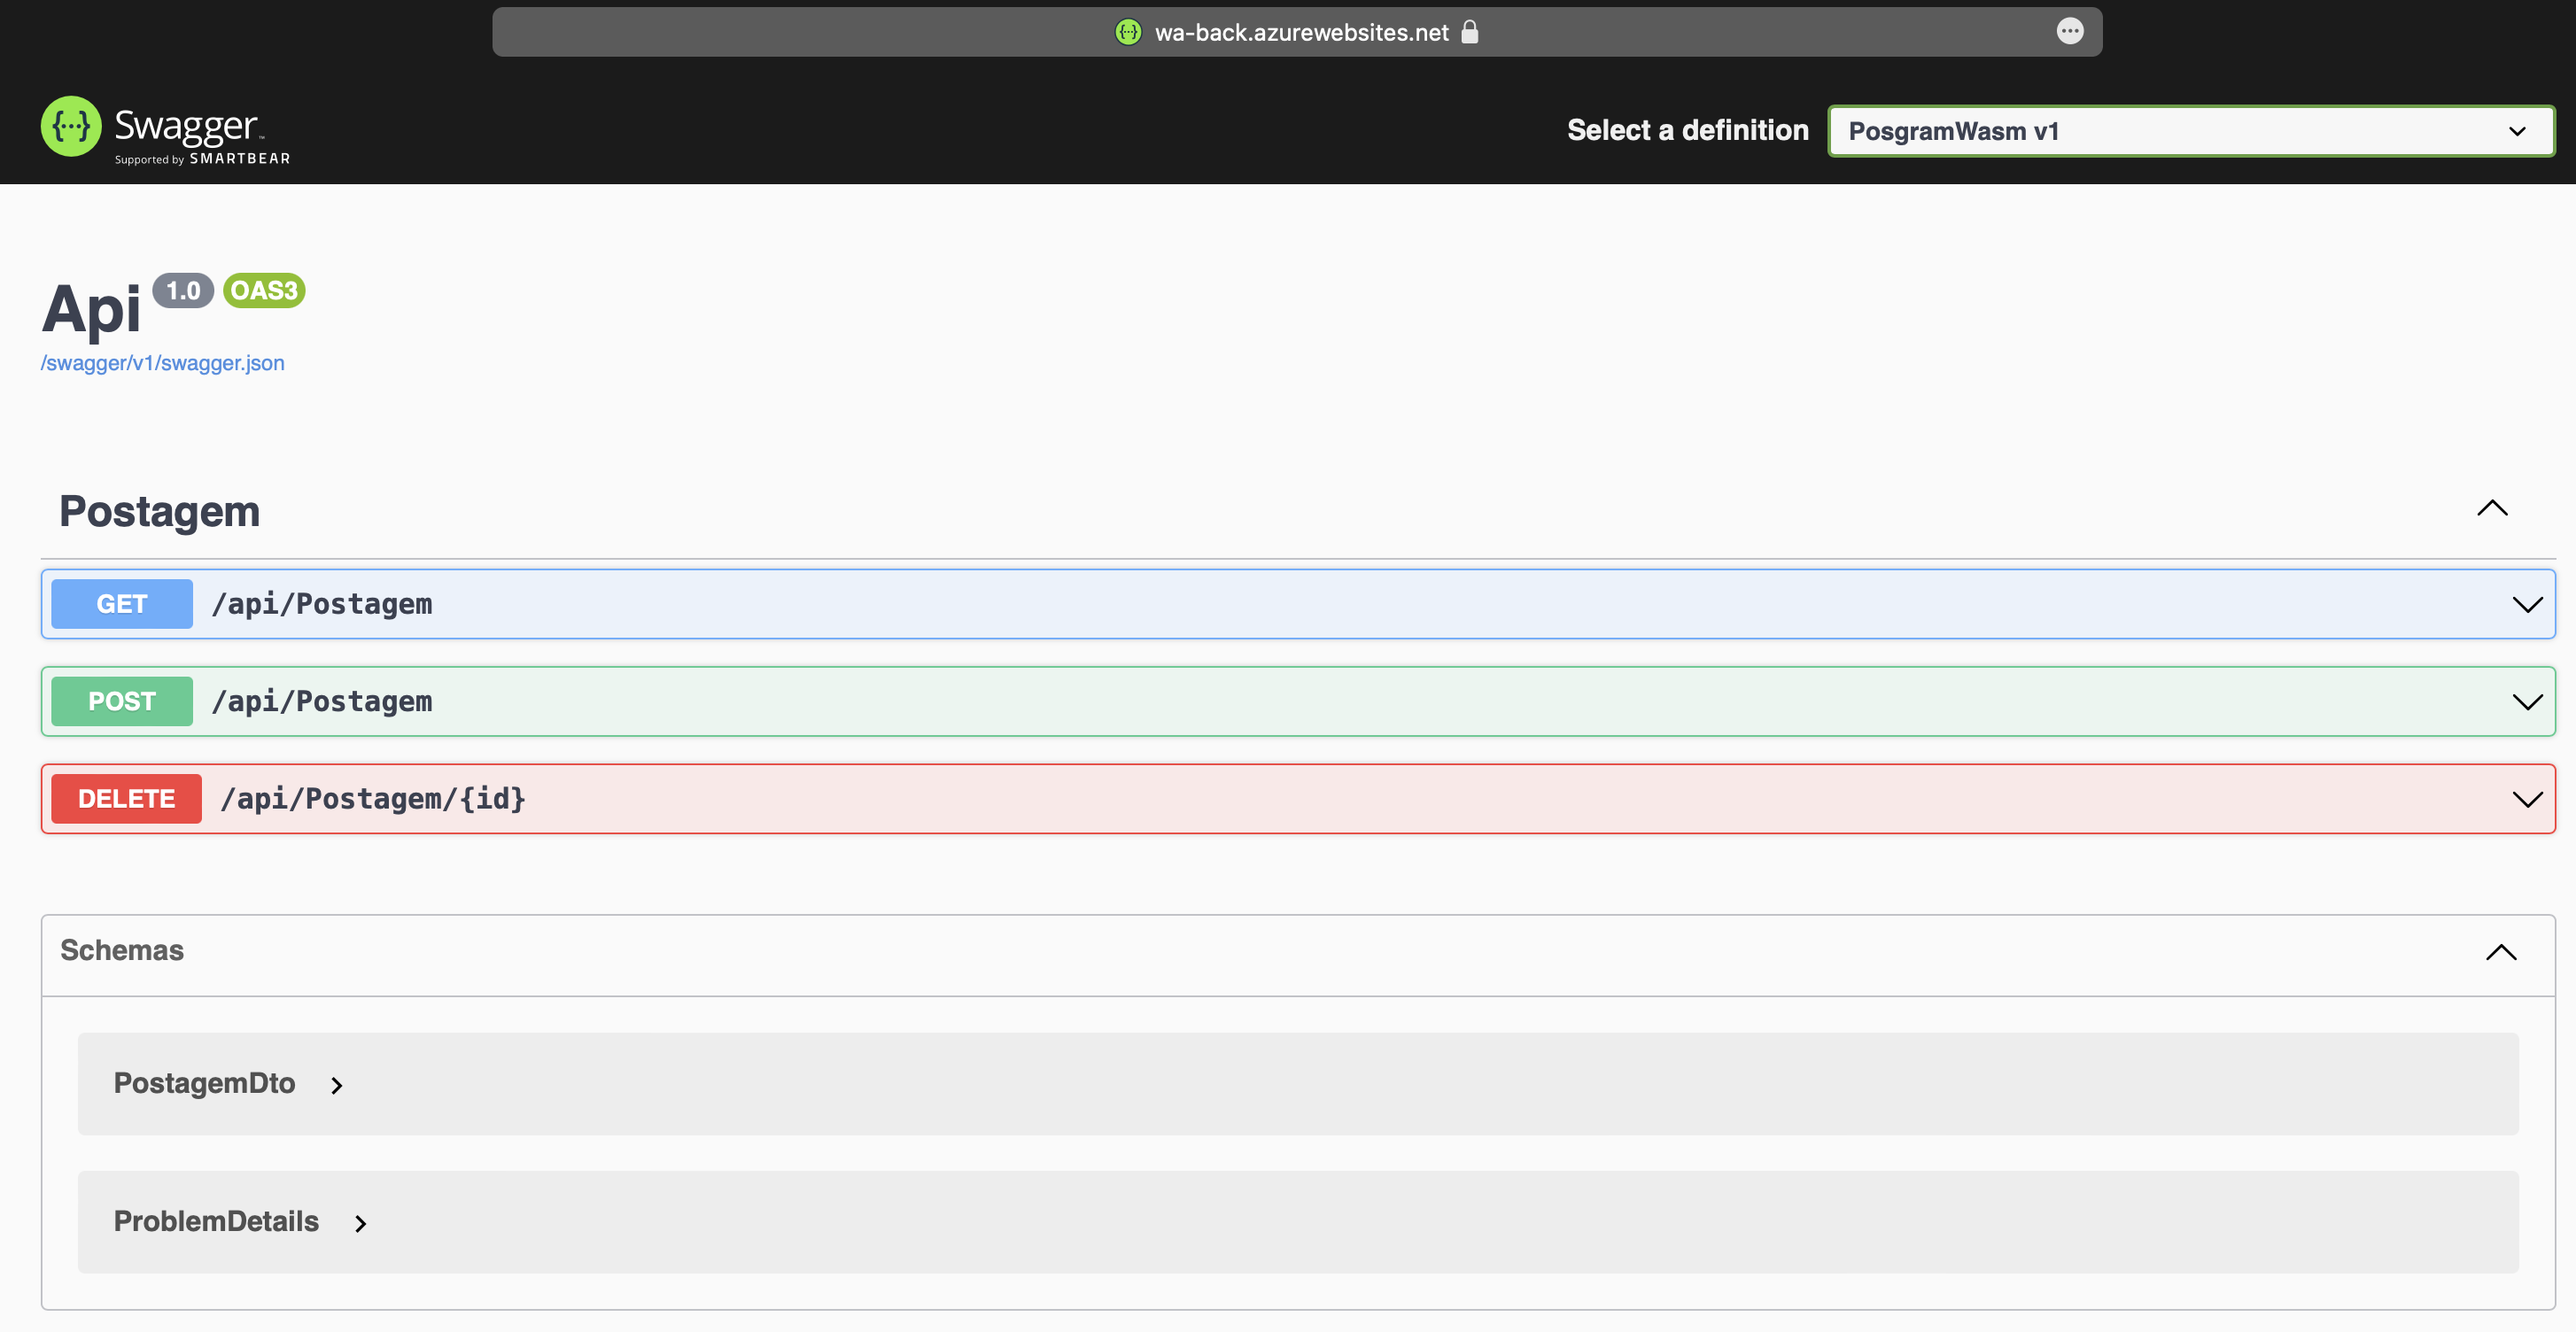 wa-back.azurewebsites.net
Swagger
Supported by SMARTBEAR
Select a definition
PosgramWasm v1
Api 1.0 OAS3
/swagger/v1/swagger.json
Postagem
GET /api/Postagem
POST /api/Postagem
DELETE /api/Postagem/{id}
Schemas
PostagemDto
ProblemDetails